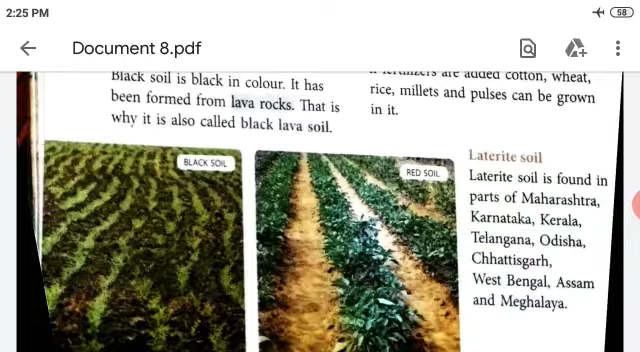 2:25 PM
58
Document 8.pdf
Black soil is black in colour. It has
been formed from lava rocks. That is
why it is also called black lava soil.
fertilizers are added cotton, wheat,
rice, millets and pulses can be grown
in it.
BLACK SOIL
RED SOIL
Laterite soil
Laterite soil is found in
parts of Maharashtra,
Karnataka, Kerala,
Telangana, Odisha,
Chhattisgarh,
West Bengal, Assam
and Meghalaya.